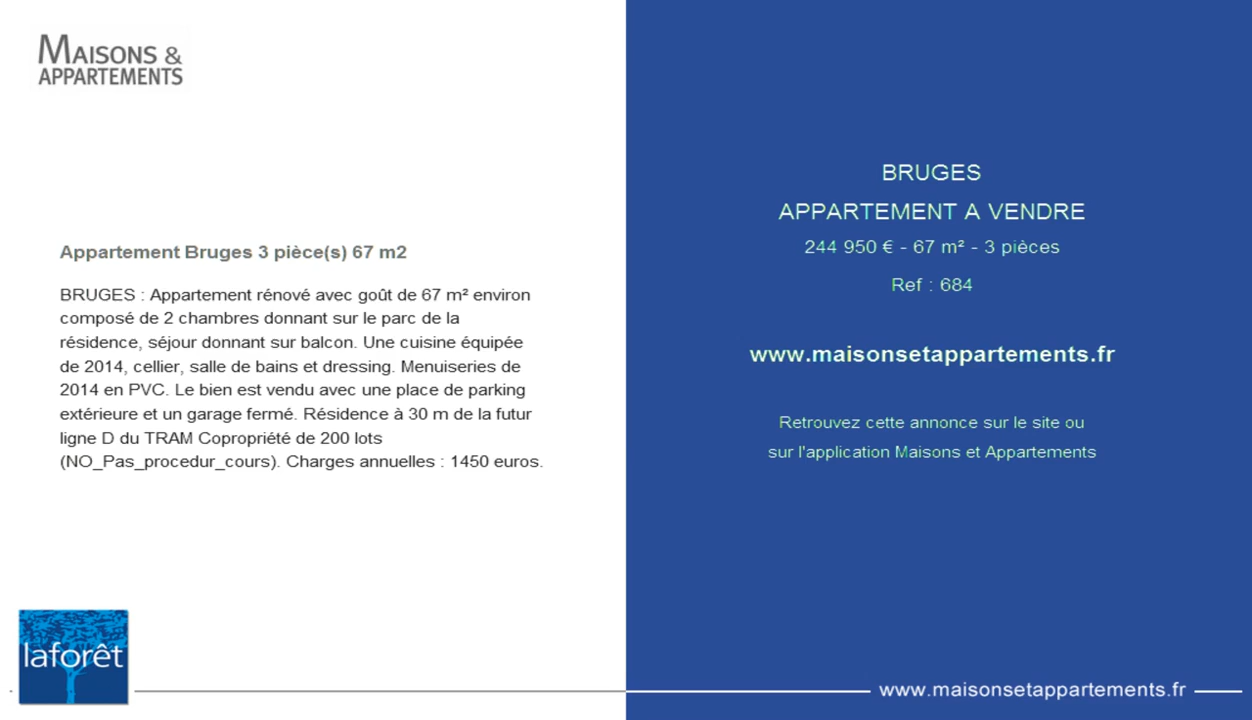 MAISONS &
APPARTEMENTS
Appartement Bruges 3 pièce(s) 67 m2
BRUGES : Appartement rénové avec goût de 67 m² environ
composé de 2 chambres donnant sur le parc de la
résidence, séjour donnant sur balcon. Une cuisine équipée
de 2014, cellier, salle de bains et dressing. Menuiseries de
2014 en PVC. Le bien est vendu avec une place de parking
extérieure et un garage fermé. Résidence à 30 m de la futur
ligne D du TRAM Copropriété de 200 lots
(NO_Pas_procedur_cours). Charges annuelles : 1450 euros.
laforêt
BRUGES
APPARTEMENT A VENDRE
244 950 € - 67 m² - 3 pièces
Ref : 684
www.maisonsetappartements.fr
Retrouvez cette annonce sur le site ou
sur l'application Maisons et Appartements
www.maisonsetappartements.fr